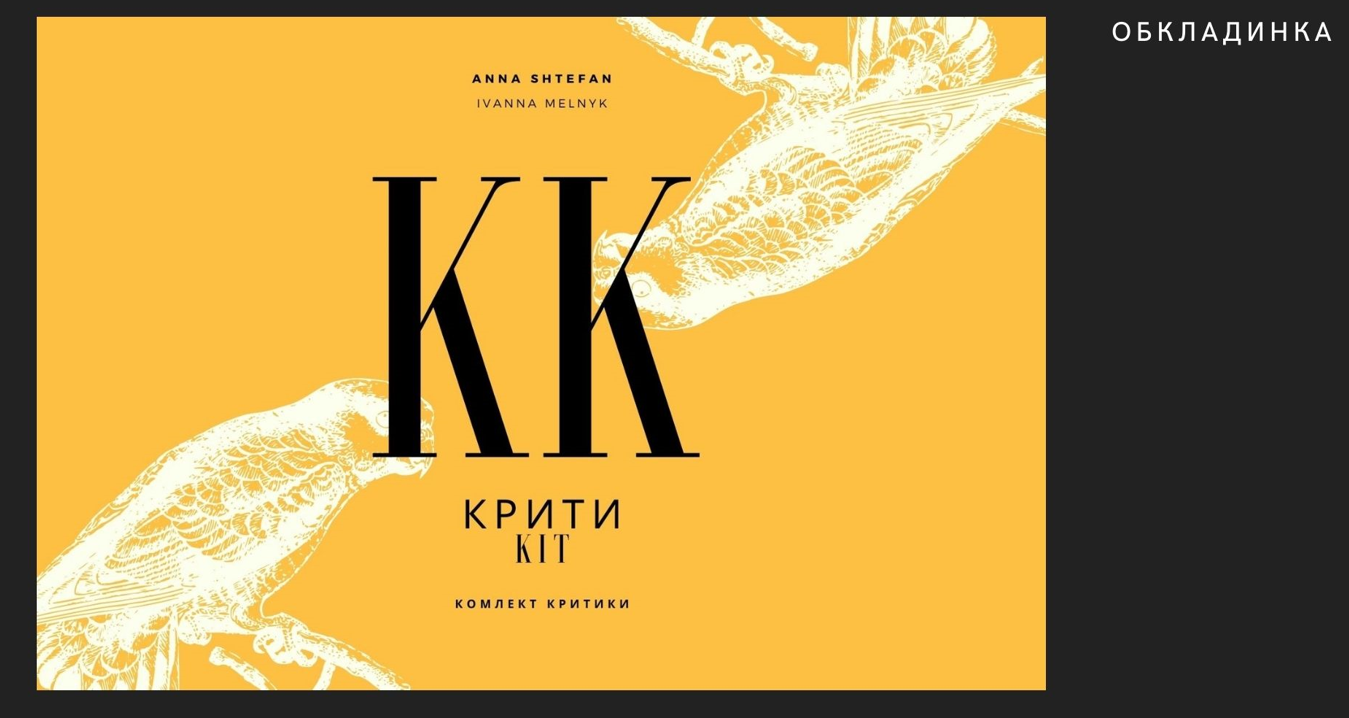 ОБКЛАДИНКА
ANNA SHTEFAN
IVANNA MELNYK
KK
КРИТИ
KIT
КОМЛЕКТ КРИТИКИ